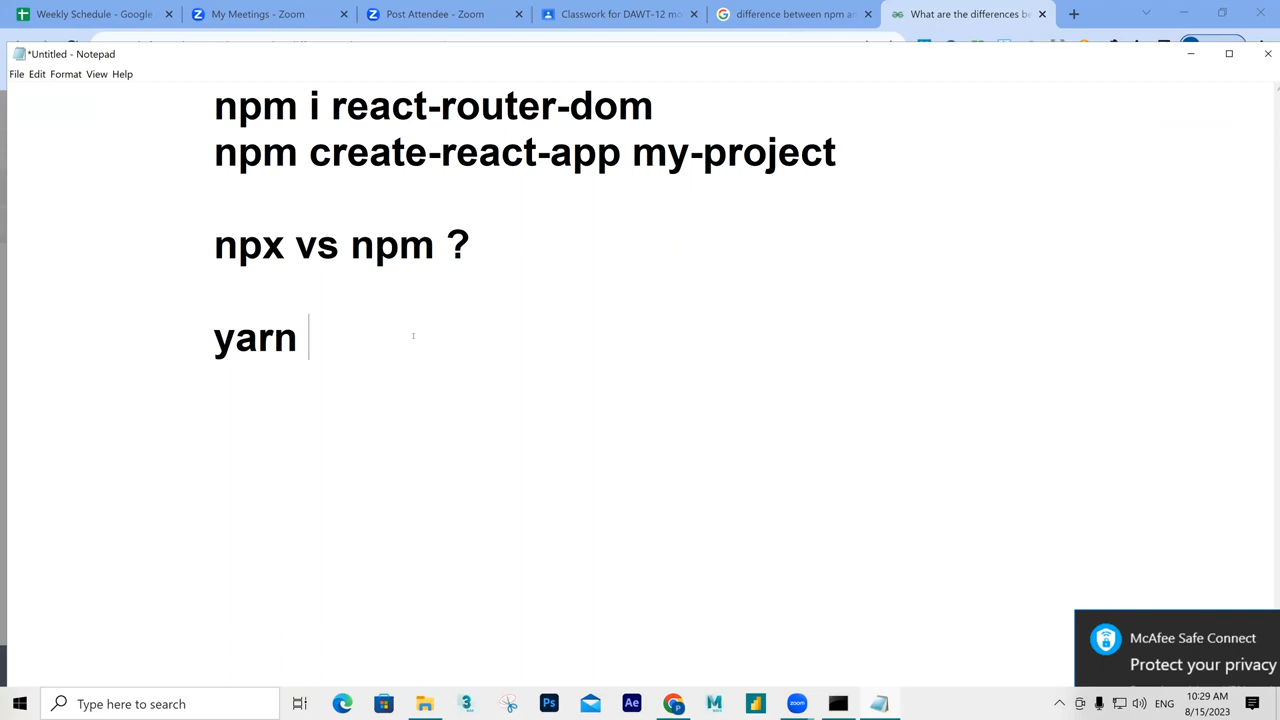 Weekly Schedule - Google
My Meetings - Zoom
Post Attendee - Zoom
Classwork for DAWT-12 mo
difference between npm a
What are the differences be
*Untitled - Notepad
File Edit Format View Help
npm i react-router-dom
npm create-react-app my-project
npx vs npm ?
yarn
McAfee Safe Connect
Protect your privacy
Type here to search
ENG
10:29 AM
8/15/2023